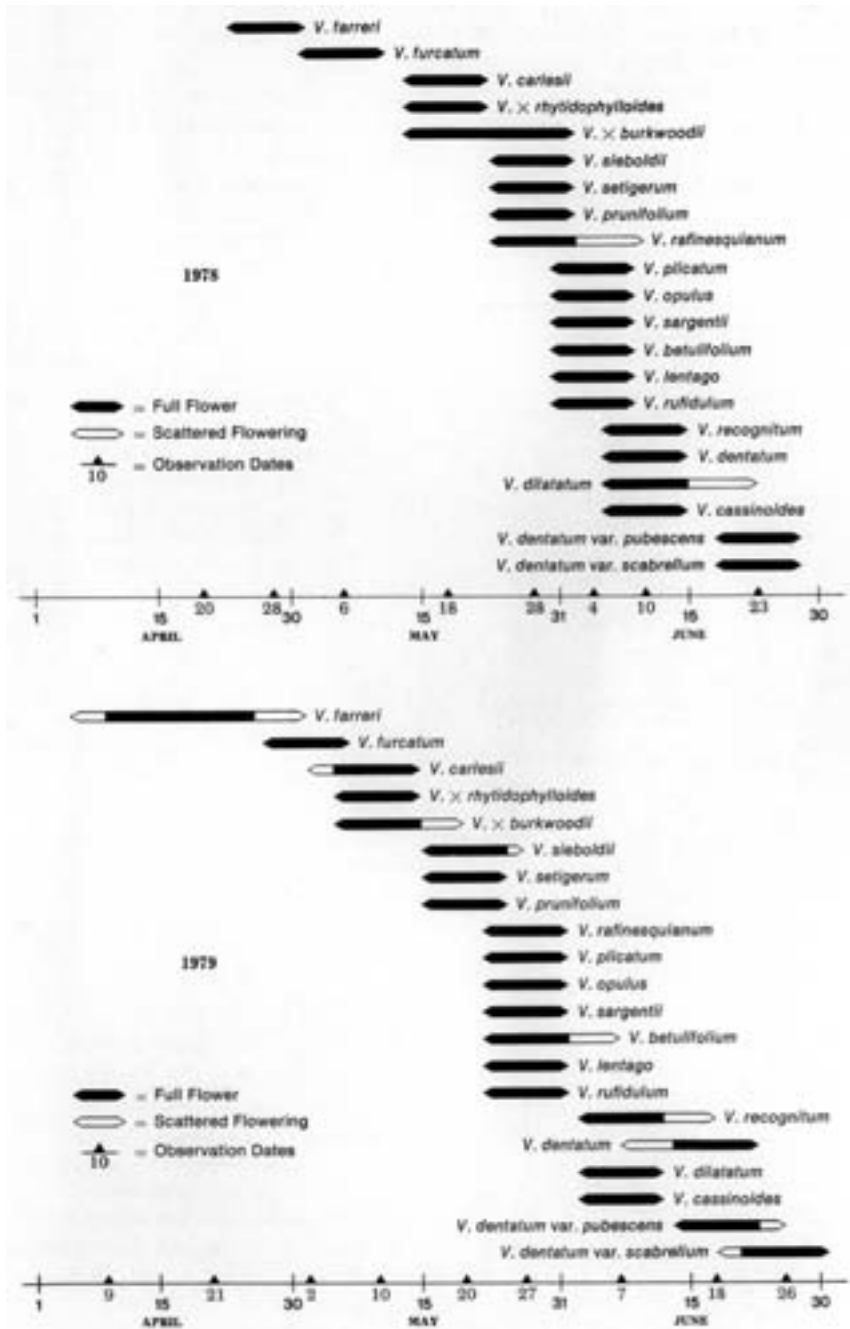 V. farreri
V. furcatum
V. carlesii
V. × rhytidophylloides
V. × burkwoodii
V. sieboldii
V. setigerum
V. prunifolium
V. rafinesquianum
1978
V. plicatum
V. opulus
V. sargentii
V. betulifolium
V. lentago
= Full Flower
V. rufidulum
= Scattered Flowering
V. recognitum
10 = Observation Dates
V. dentatum
V. dilatatum
V. cassinoides
V. dentatum var. pubescens
V. dentatum var. scabrellum
1 15 20 28 30 6 15 18 28 31 4 10 15 23 30
APRIL MAY JUNE
V. farreri
V. furcatum
V. carlesii
V. × rhytidophylloides
V. × burkwoodii
V. sieboldii
V. setigerum
V. prunifolium
V. rafinesquianum
1979
V. plicatum
V. opulus
V. sargentii
V. betulifolium
V. lentago
= Full Flower
V. rufidulum
= Scattered Flowering
V. recognitum
10 = Observation Dates
V. dentatum
V. dilatatum
V. cassinoides
V. dentatum var. pubescens
V. dentatum var. scabrellum
1 9 15 21 30 2 10 15 20 27 31 7 15 18 26 30
APRIL MAY JUNE